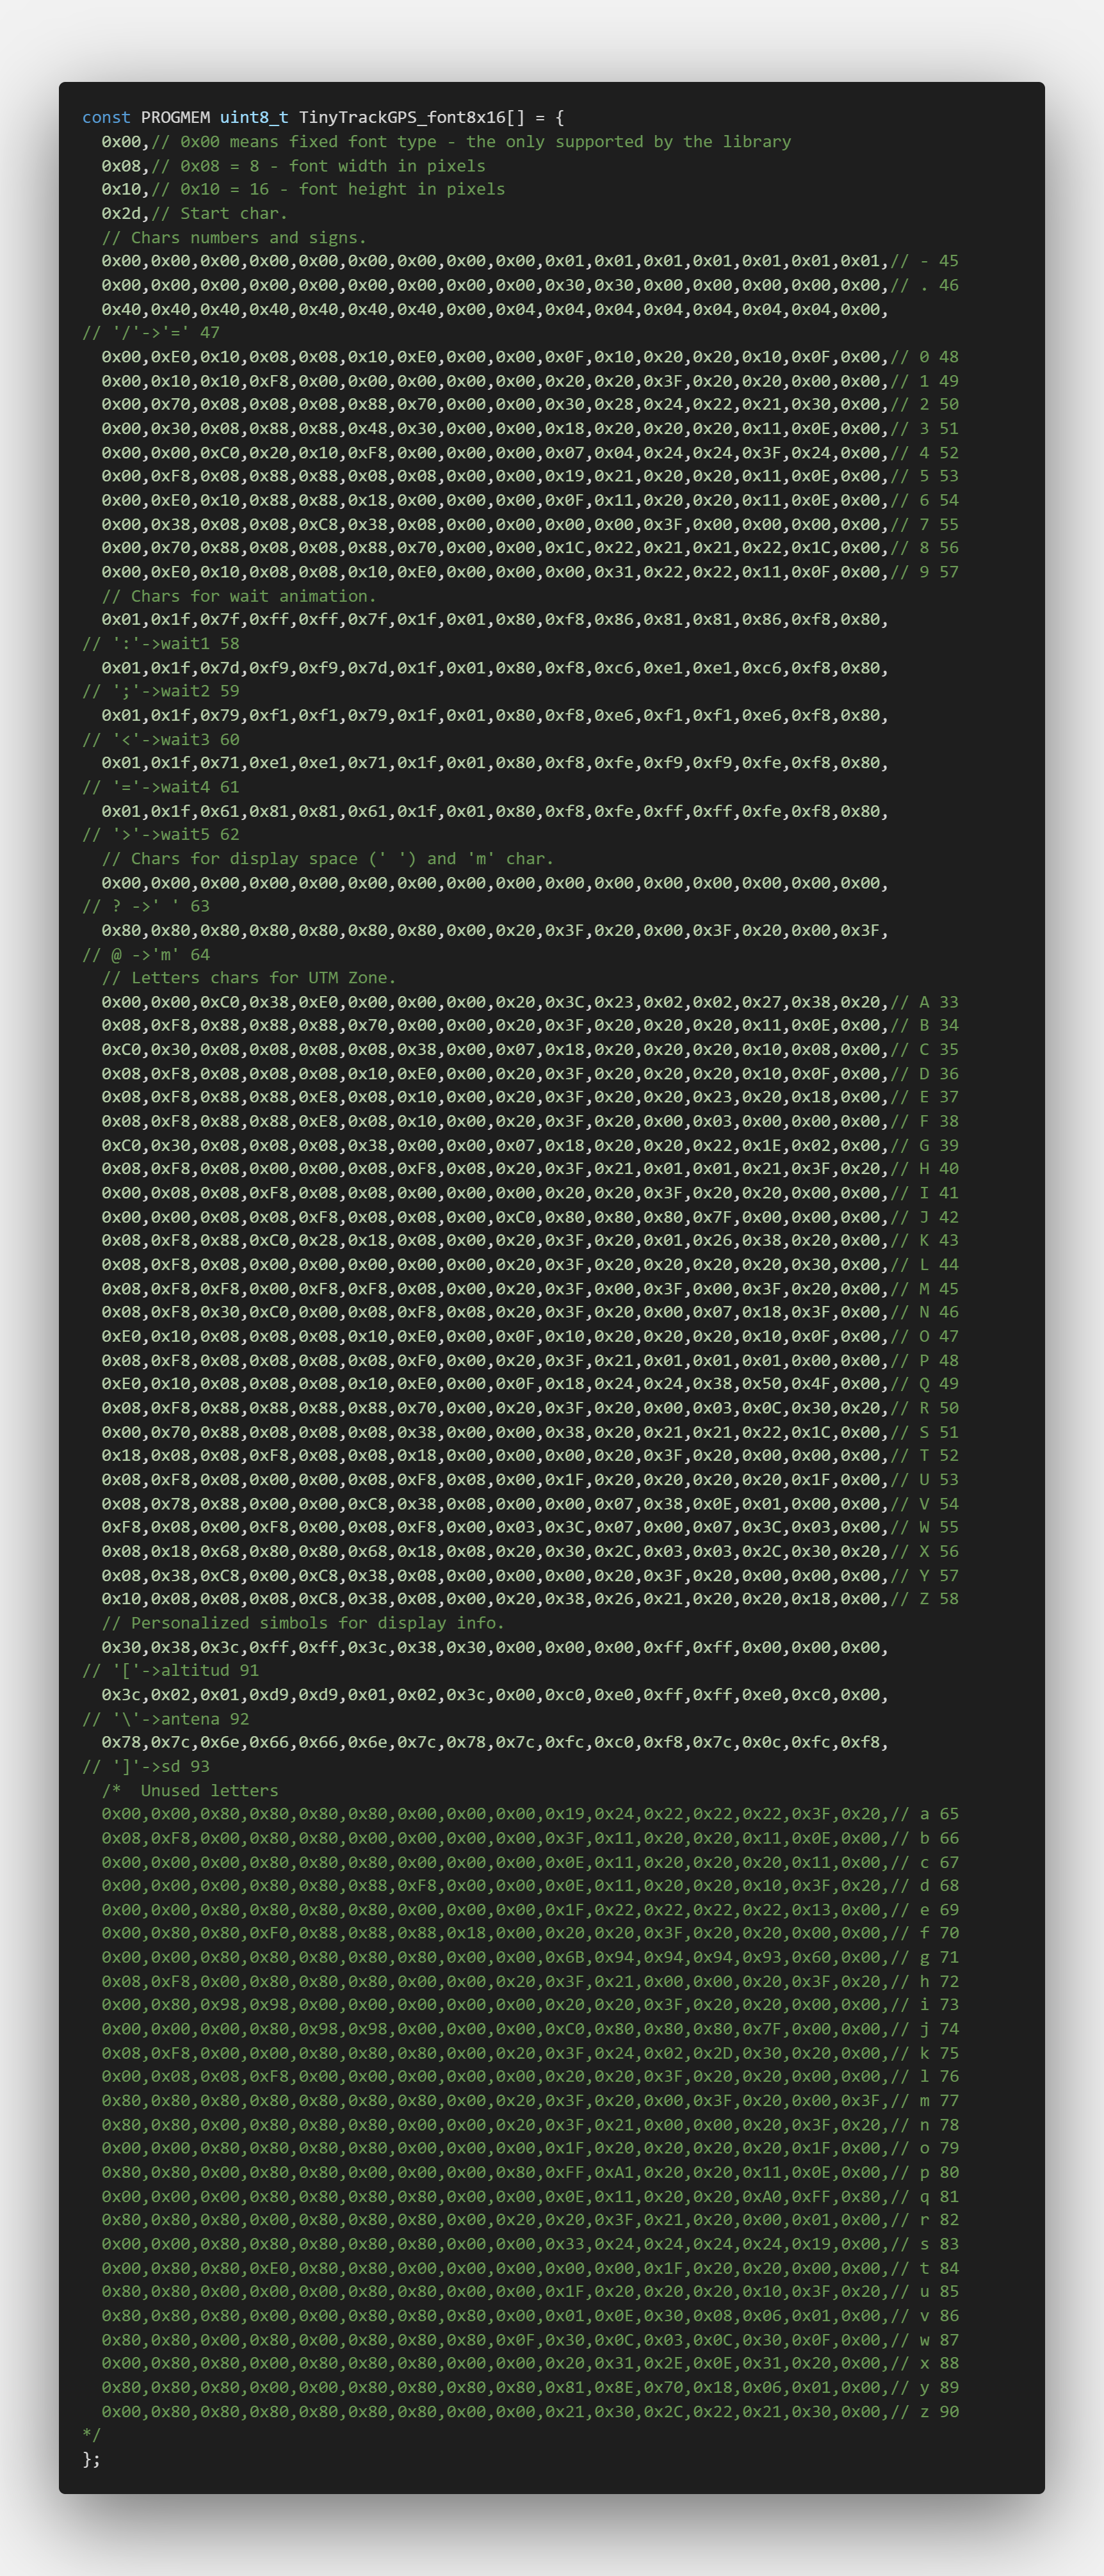 const PROGMEM uint8_t TinyTrackGPS_font8x16[] = {
  0x00,// 0x00 means fixed font type - the only supported by the library
  0x08,// 0x08 = 8 - font width in pixels
  0x10,// 0x10 = 16 - font height in pixels
  0x2d,// Start char.
  // Chars numbers and signs.
  0x00,0x00,0x00,0x00,0x00,0x00,0x00,0x00,0x00,0x01,0x01,0x01,0x01,0x01,0x01,0x01,// - 45
  0x00,0x00,0x00,0x00,0x00,0x00,0x00,0x00,0x00,0x30,0x30,0x00,0x00,0x00,0x00,0x00,// . 46
  0x40,0x40,0x40,0x40,0x40,0x40,0x40,0x00,0x04,0x04,0x04,0x04,0x04,0x04,0x04,0x00,
// '/'->'=' 47
  0x00,0xE0,0x10,0x08,0x08,0x10,0xE0,0x00,0x00,0x0F,0x10,0x20,0x20,0x10,0x0F,0x00,// 0 48
  0x00,0x10,0x10,0xF8,0x00,0x00,0x00,0x00,0x00,0x20,0x20,0x3F,0x20,0x20,0x00,0x00,// 1 49
  0x00,0x70,0x08,0x08,0x08,0x88,0x70,0x00,0x00,0x30,0x28,0x24,0x22,0x21,0x30,0x00,// 2 50
  0x00,0x30,0x08,0x88,0x88,0x48,0x30,0x00,0x00,0x18,0x20,0x20,0x20,0x11,0x0E,0x00,// 3 51
  0x00,0x00,0xC0,0x20,0x10,0xF8,0x00,0x00,0x00,0x07,0x04,0x24,0x24,0x3F,0x24,0x00,// 4 52
  0x00,0xF8,0x08,0x88,0x88,0x08,0x08,0x00,0x00,0x19,0x21,0x20,0x20,0x11,0x0E,0x00,// 5 53
  0x00,0xE0,0x10,0x88,0x88,0x18,0x00,0x00,0x00,0x0F,0x11,0x20,0x20,0x11,0x0E,0x00,// 6 54
  0x00,0x38,0x08,0x08,0xC8,0x38,0x08,0x00,0x00,0x00,0x00,0x3F,0x00,0x00,0x00,0x00,// 7 55
  0x00,0x70,0x88,0x08,0x08,0x88,0x70,0x00,0x00,0x1C,0x22,0x21,0x21,0x22,0x1C,0x00,// 8 56
  0x00,0xE0,0x10,0x08,0x08,0x10,0xE0,0x00,0x00,0x00,0x31,0x22,0x22,0x11,0x0F,0x00,// 9 57
  // Chars for wait animation.
  0x01,0x1f,0x7f,0xff,0xff,0x7f,0x1f,0x01,0x80,0xf8,0x86,0x81,0x81,0x86,0xf8,0x80,
// ':'->wait1 58
  0x01,0x1f,0x7d,0xf9,0xf9,0x7d,0x1f,0x01,0x80,0xf8,0xc6,0xe1,0xe1,0xc6,0xf8,0x80,
// ';'->wait2 59
  0x01,0x1f,0x79,0xf1,0xf1,0x79,0x1f,0x01,0x80,0xf8,0xe6,0xf1,0xf1,0xe6,0xf8,0x80,
// '<'->wait3 60
  0x01,0x1f,0x71,0xe1,0xe1,0x71,0x1f,0x01,0x80,0xf8,0xfe,0xf9,0xf9,0xfe,0xf8,0x80,
// '='->wait4 61
  0x01,0x1f,0x61,0x81,0x81,0x61,0x1f,0x01,0x80,0xf8,0xfe,0xff,0xff,0xfe,0xf8,0x80,
// '>'->wait5 62
  // Chars for display space (' ') and 'm' char.
  0x00,0x00,0x00,0x00,0x00,0x00,0x00,0x00,0x00,0x00,0x00,0x00,0x00,0x00,0x00,0x00,
// ? ->' ' 63
  0x80,0x80,0x80,0x80,0x80,0x80,0x80,0x00,0x20,0x3F,0x20,0x00,0x3F,0x20,0x00,0x3F,
// @ ->'m' 64
  // Letters chars for UTM Zone.
  0x00,0x00,0xC0,0x38,0xE0,0x00,0x00,0x00,0x20,0x3C,0x23,0x02,0x02,0x27,0x38,0x20,// A 33
  0x08,0xF8,0x88,0x88,0x88,0x70,0x00,0x00,0x20,0x3F,0x20,0x20,0x20,0x11,0x0E,0x00,// B 34
  0xC0,0x30,0x08,0x08,0x08,0x08,0x38,0x00,0x07,0x18,0x20,0x20,0x20,0x10,0x08,0x00,// C 35
  0x08,0xF8,0x08,0x08,0x08,0x10,0xE0,0x00,0x20,0x3F,0x20,0x20,0x20,0x10,0x0F,0x00,// D 36
  0x08,0xF8,0x88,0x88,0xE8,0x08,0x10,0x00,0x20,0x3F,0x20,0x20,0x23,0x20,0x18,0x00,// E 37
  0x08,0xF8,0x88,0x88,0xE8,0x08,0x10,0x00,0x20,0x3F,0x20,0x00,0x03,0x00,0x00,0x00,// F 38
  0xC0,0x30,0x08,0x08,0x08,0x38,0x00,0x00,0x07,0x18,0x20,0x20,0x22,0x1E,0x02,0x00,// G 39
  0x08,0xF8,0x08,0x00,0x00,0x08,0xF8,0x08,0x20,0x3F,0x21,0x01,0x01,0x21,0x3F,0x20,// H 40
  0x00,0x08,0x08,0xF8,0x08,0x08,0x00,0x00,0x00,0x20,0x20,0x3F,0x20,0x20,0x00,0x00,// I 41
  0x00,0x00,0x08,0x08,0xF8,0x08,0x08,0x00,0xC0,0x80,0x80,0x80,0x7F,0x00,0x00,0x00,// J 42
  0x08,0xF8,0x88,0xC0,0x28,0x18,0x08,0x00,0x20,0x3F,0x20,0x01,0x26,0x38,0x20,0x00,// K 43
  0x08,0xF8,0x08,0x00,0x00,0x00,0x00,0x00,0x20,0x3F,0x20,0x20,0x20,0x20,0x30,0x00,// L 44
  0x08,0xF8,0xF8,0x00,0xF8,0xF8,0x08,0x00,0x20,0x3F,0x00,0x3F,0x00,0x3F,0x20,0x00,// M 45
  0x08,0xF8,0x30,0xC0,0x00,0x08,0xF8,0x08,0x20,0x3F,0x20,0x00,0x07,0x18,0x3F,0x00,// N 46
  0xE0,0x10,0x08,0x08,0x08,0x10,0xE0,0x00,0x0F,0x10,0x20,0x20,0x20,0x10,0x0F,0x00,// O 47
  0x08,0xF8,0x08,0x08,0x08,0x08,0xF0,0x00,0x20,0x3F,0x21,0x01,0x01,0x01,0x00,0x00,// P 48
  0xE0,0x10,0x08,0x08,0x08,0x10,0xE0,0x00,0x0F,0x18,0x24,0x24,0x38,0x50,0x4F,0x00,// Q 49
  0x08,0xF8,0x88,0x88,0x88,0x88,0x70,0x00,0x20,0x3F,0x20,0x00,0x03,0x0C,0x30,0x20,// R 50
  0x00,0x70,0x88,0x08,0x08,0x08,0x38,0x00,0x00,0x38,0x20,0x21,0x21,0x22,0x1C,0x00,// S 51
  0x18,0x08,0x08,0xF8,0x08,0x08,0x18,0x00,0x00,0x00,0x20,0x3F,0x20,0x00,0x00,0x00,// T 52
  0x08,0xF8,0x08,0x00,0x00,0x08,0xF8,0x08,0x00,0x1F,0x20,0x20,0x20,0x20,0x1F,0x00,// U 53
  0x08,0x78,0x88,0x00,0x00,0xC8,0x38,0x08,0x00,0x00,0x07,0x38,0x0E,0x01,0x00,0x00,// V 54
  0xF8,0x08,0x00,0xF8,0x00,0x08,0xF8,0x00,0x03,0x3C,0x07,0x00,0x07,0x3C,0x03,0x00,// W 55
  0x08,0x18,0x68,0x80,0x80,0x68,0x18,0x08,0x20,0x30,0x2C,0x03,0x03,0x2C,0x30,0x20,// X 56
  0x08,0x38,0xC8,0x00,0xC8,0x38,0x08,0x00,0x00,0x00,0x20,0x3F,0x20,0x00,0x00,0x00,// Y 57
  0x10,0x08,0x08,0x08,0xC8,0x38,0x08,0x00,0x20,0x38,0x26,0x21,0x20,0x20,0x18,0x00,// Z 58
  // Personalized simbols for display info.
  0x30,0x38,0x3c,0xff,0xff,0x3c,0x38,0x30,0x00,0x00,0x00,0xff,0xff,0x00,0x00,0x00,
// '['->altitud 91
  0x3c,0x02,0x01,0xd9,0xd9,0x01,0x02,0x3c,0x00,0xc0,0xe0,0xff,0xff,0xe0,0xc0,0x00,
// '\'->antena 92
  0x78,0x7c,0x6e,0x66,0x66,0x6e,0x7c,0x78,0x7c,0xfc,0xc0,0xf8,0x7c,0x0c,0xfc,0xf8,
// ']'->sd 93
  /*  Unused letters
  0x00,0x00,0x80,0x80,0x80,0x80,0x00,0x00,0x00,0x19,0x24,0x22,0x22,0x22,0x3F,0x20,// a 65
  0x08,0xF8,0x00,0x80,0x80,0x00,0x00,0x00,0x00,0x3F,0x11,0x20,0x20,0x11,0x0E,0x00,// b 66
  0x00,0x00,0x00,0x80,0x80,0x80,0x00,0x00,0x00,0x0E,0x11,0x20,0x20,0x20,0x11,0x00,// c 67
  0x00,0x00,0x00,0x80,0x80,0x88,0xF8,0x00,0x00,0x0E,0x11,0x20,0x20,0x10,0x3F,0x20,// d 68
  0x00,0x00,0x80,0x80,0x80,0x80,0x00,0x00,0x00,0x1F,0x22,0x22,0x22,0x22,0x13,0x00,// e 69
  0x00,0x80,0x80,0xF0,0x88,0x88,0x88,0x18,0x00,0x20,0x20,0x3F,0x20,0x20,0x00,0x00,// f 70
  0x00,0x00,0x80,0x80,0x80,0x80,0x80,0x00,0x00,0x6B,0x94,0x94,0x94,0x93,0x60,0x00,// g 71
  0x08,0xF8,0x00,0x80,0x80,0x80,0x00,0x00,0x20,0x3F,0x21,0x00,0x00,0x20,0x3F,0x20,// h 72
  0x00,0x80,0x98,0x98,0x00,0x00,0x00,0x00,0x00,0x20,0x20,0x3F,0x20,0x20,0x00,0x00,// i 73
  0x00,0x00,0x00,0x80,0x98,0x98,0x00,0x00,0x00,0xC0,0x80,0x80,0x80,0x7F,0x00,0x00,// j 74
  0x08,0xF8,0x00,0x00,0x80,0x80,0x80,0x00,0x20,0x3F,0x24,0x02,0x2D,0x30,0x20,0x00,// k 75
  0x00,0x08,0x08,0xF8,0x00,0x00,0x00,0x00,0x00,0x20,0x20,0x3F,0x20,0x20,0x00,0x00,// l 76
  0x80,0x80,0x80,0x80,0x80,0x80,0x80,0x00,0x20,0x3F,0x20,0x00,0x3F,0x20,0x00,0x3F,// m 77
  0x80,0x80,0x00,0x80,0x80,0x80,0x00,0x00,0x20,0x3F,0x21,0x00,0x00,0x20,0x3F,0x20,// n 78
  0x00,0x00,0x80,0x80,0x80,0x80,0x00,0x00,0x00,0x1F,0x20,0x20,0x20,0x20,0x1F,0x00,// o 79
  0x80,0x80,0x00,0x80,0x80,0x00,0x00,0x00,0x80,0xFF,0xA1,0x20,0x20,0x11,0x0E,0x00,// p 80
  0x00,0x00,0x00,0x80,0x80,0x80,0x80,0x00,0x00,0x0E,0x11,0x20,0x20,0xA0,0xFF,0x80,// q 81
  0x80,0x80,0x80,0x00,0x80,0x80,0x80,0x00,0x20,0x20,0x3F,0x21,0x20,0x00,0x01,0x00,// r 82
  0x00,0x00,0x80,0x80,0x80,0x80,0x80,0x00,0x00,0x33,0x24,0x24,0x24,0x24,0x19,0x00,// s 83
  0x00,0x80,0x80,0xE0,0x80,0x80,0x00,0x00,0x00,0x00,0x00,0x1F,0x20,0x20,0x00,0x00,// t 84
  0x80,0x80,0x00,0x00,0x00,0x80,0x80,0x00,0x00,0x1F,0x20,0x20,0x20,0x10,0x3F,0x20,// u 85
  0x80,0x80,0x80,0x00,0x00,0x80,0x80,0x80,0x00,0x01,0x0E,0x30,0x08,0x06,0x01,0x00,// v 86
  0x80,0x80,0x00,0x80,0x00,0x80,0x80,0x80,0x0F,0x30,0x0C,0x03,0x0C,0x30,0x0F,0x00,// w 87
  0x00,0x80,0x80,0x00,0x80,0x80,0x80,0x00,0x00,0x20,0x31,0x2E,0x0E,0x31,0x20,0x00,// x 88
  0x80,0x80,0x80,0x00,0x00,0x80,0x80,0x80,0x80,0x81,0x8E,0x70,0x18,0x06,0x01,0x00,// y 89
  0x00,0x80,0x80,0x80,0x80,0x80,0x80,0x00,0x00,0x21,0x30,0x2C,0x22,0x21,0x30,0x00,// z 90
*/
};